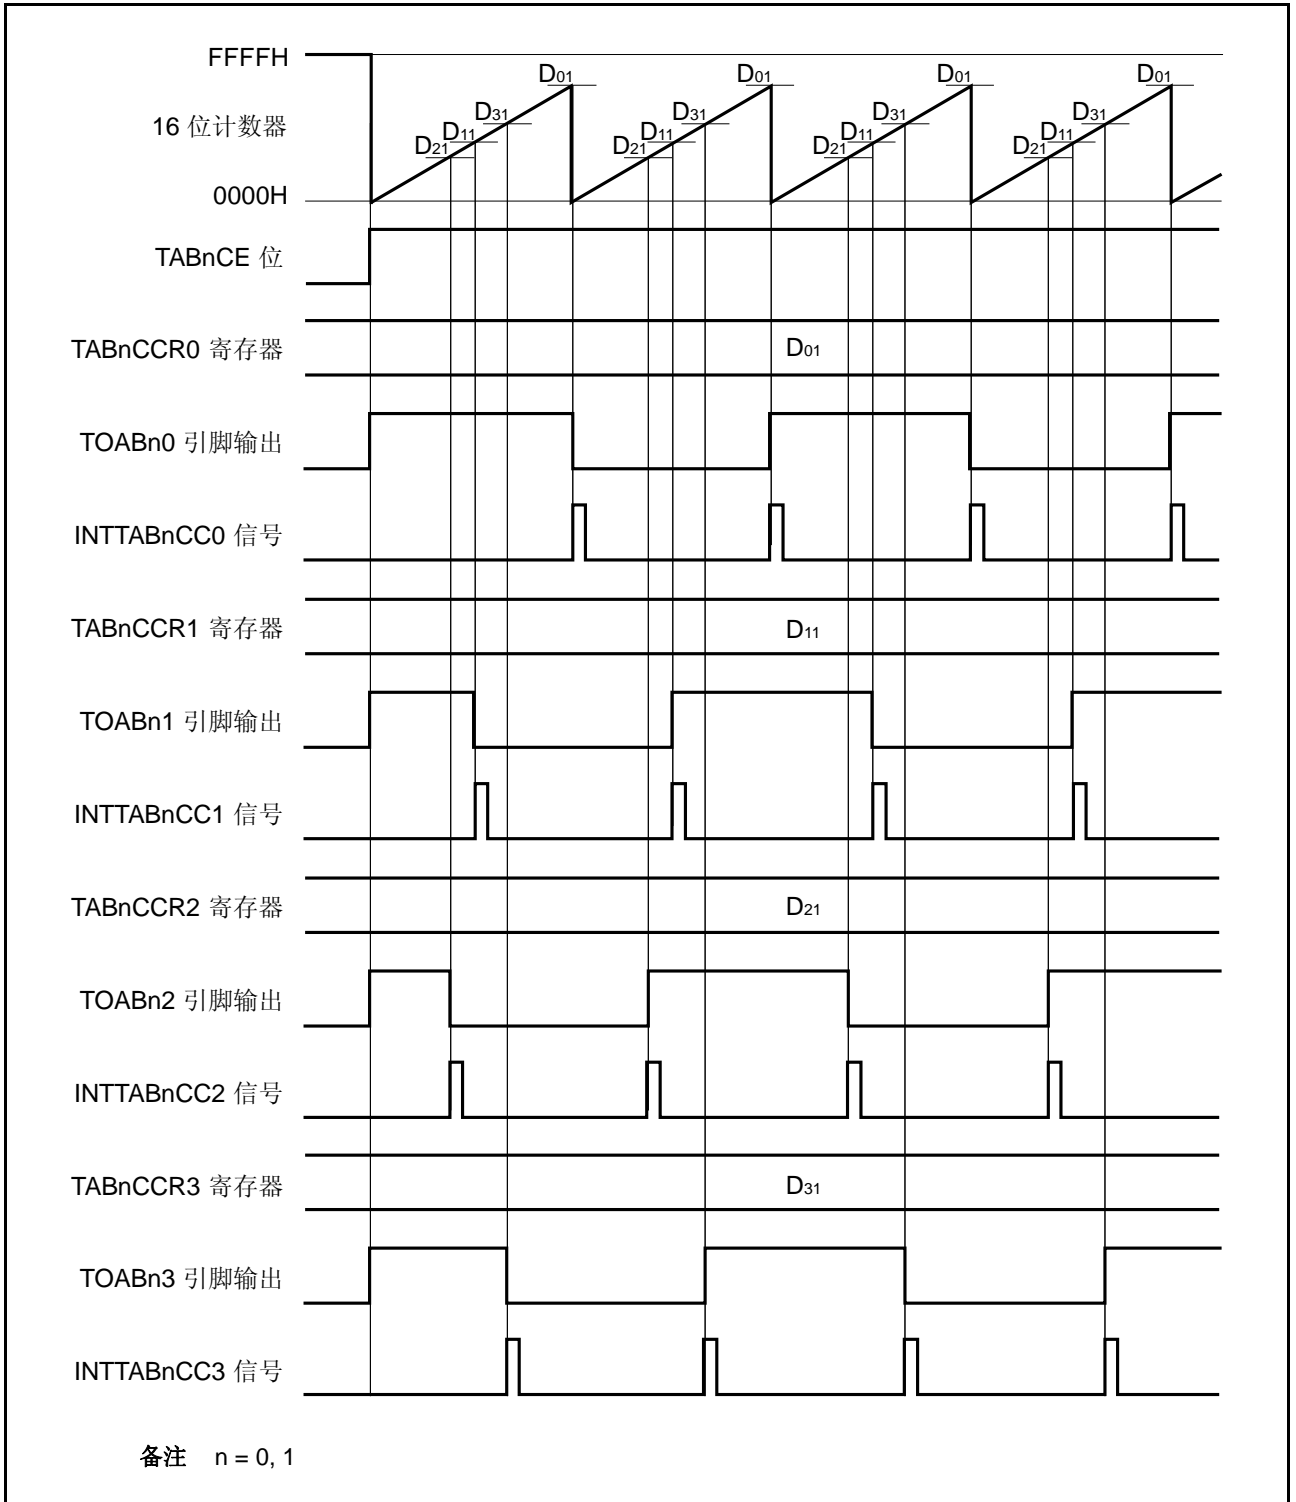 FFFFH
D01 D01 D01 D01
16 位计数器
D31 D31 D31 D31
D11 D11 D11 D11
D21 D21 D21 D21
0000H
TABnCE 位
TABnCCR0 寄存器 D01
TOABn0 引脚输出
INTTABnCC0 信号
TABnCCR1 寄存器 D11
TOABn1 引脚输出
INTTABnCC1 信号
TABnCCR2 寄存器 D21
TOABn2 引脚输出
INTTABnCC2 信号
TABnCCR3 寄存器 D31
TOABn3 引脚输出
INTTABnCC3 信号
备注 n = 0, 1